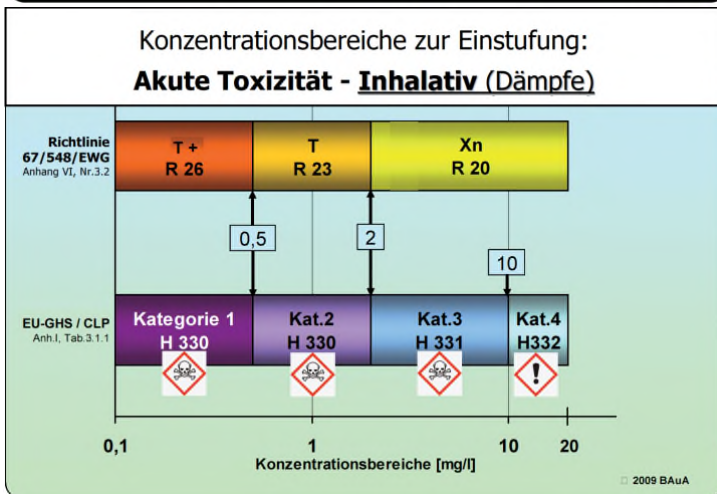 Konzentrationsbereiche zur Einstufung:
Akute Toxizität - Inhalativ (Dämpfe)
Richtlinie
67/548/EWG
Anhang VI, Nr.3.2
T +
R 26
T
R 23
Xn
R 20
0,5
2
10
EU-GHS / CLP
Anh.I, Tab.3.1.1
Kategorie 1
H 330
Kat.2
H 330
Kat.3
H 331
Kat.4
H332
0,1
1
10
20
Konzentrationsbereiche [mg/l]
2009 BAuA